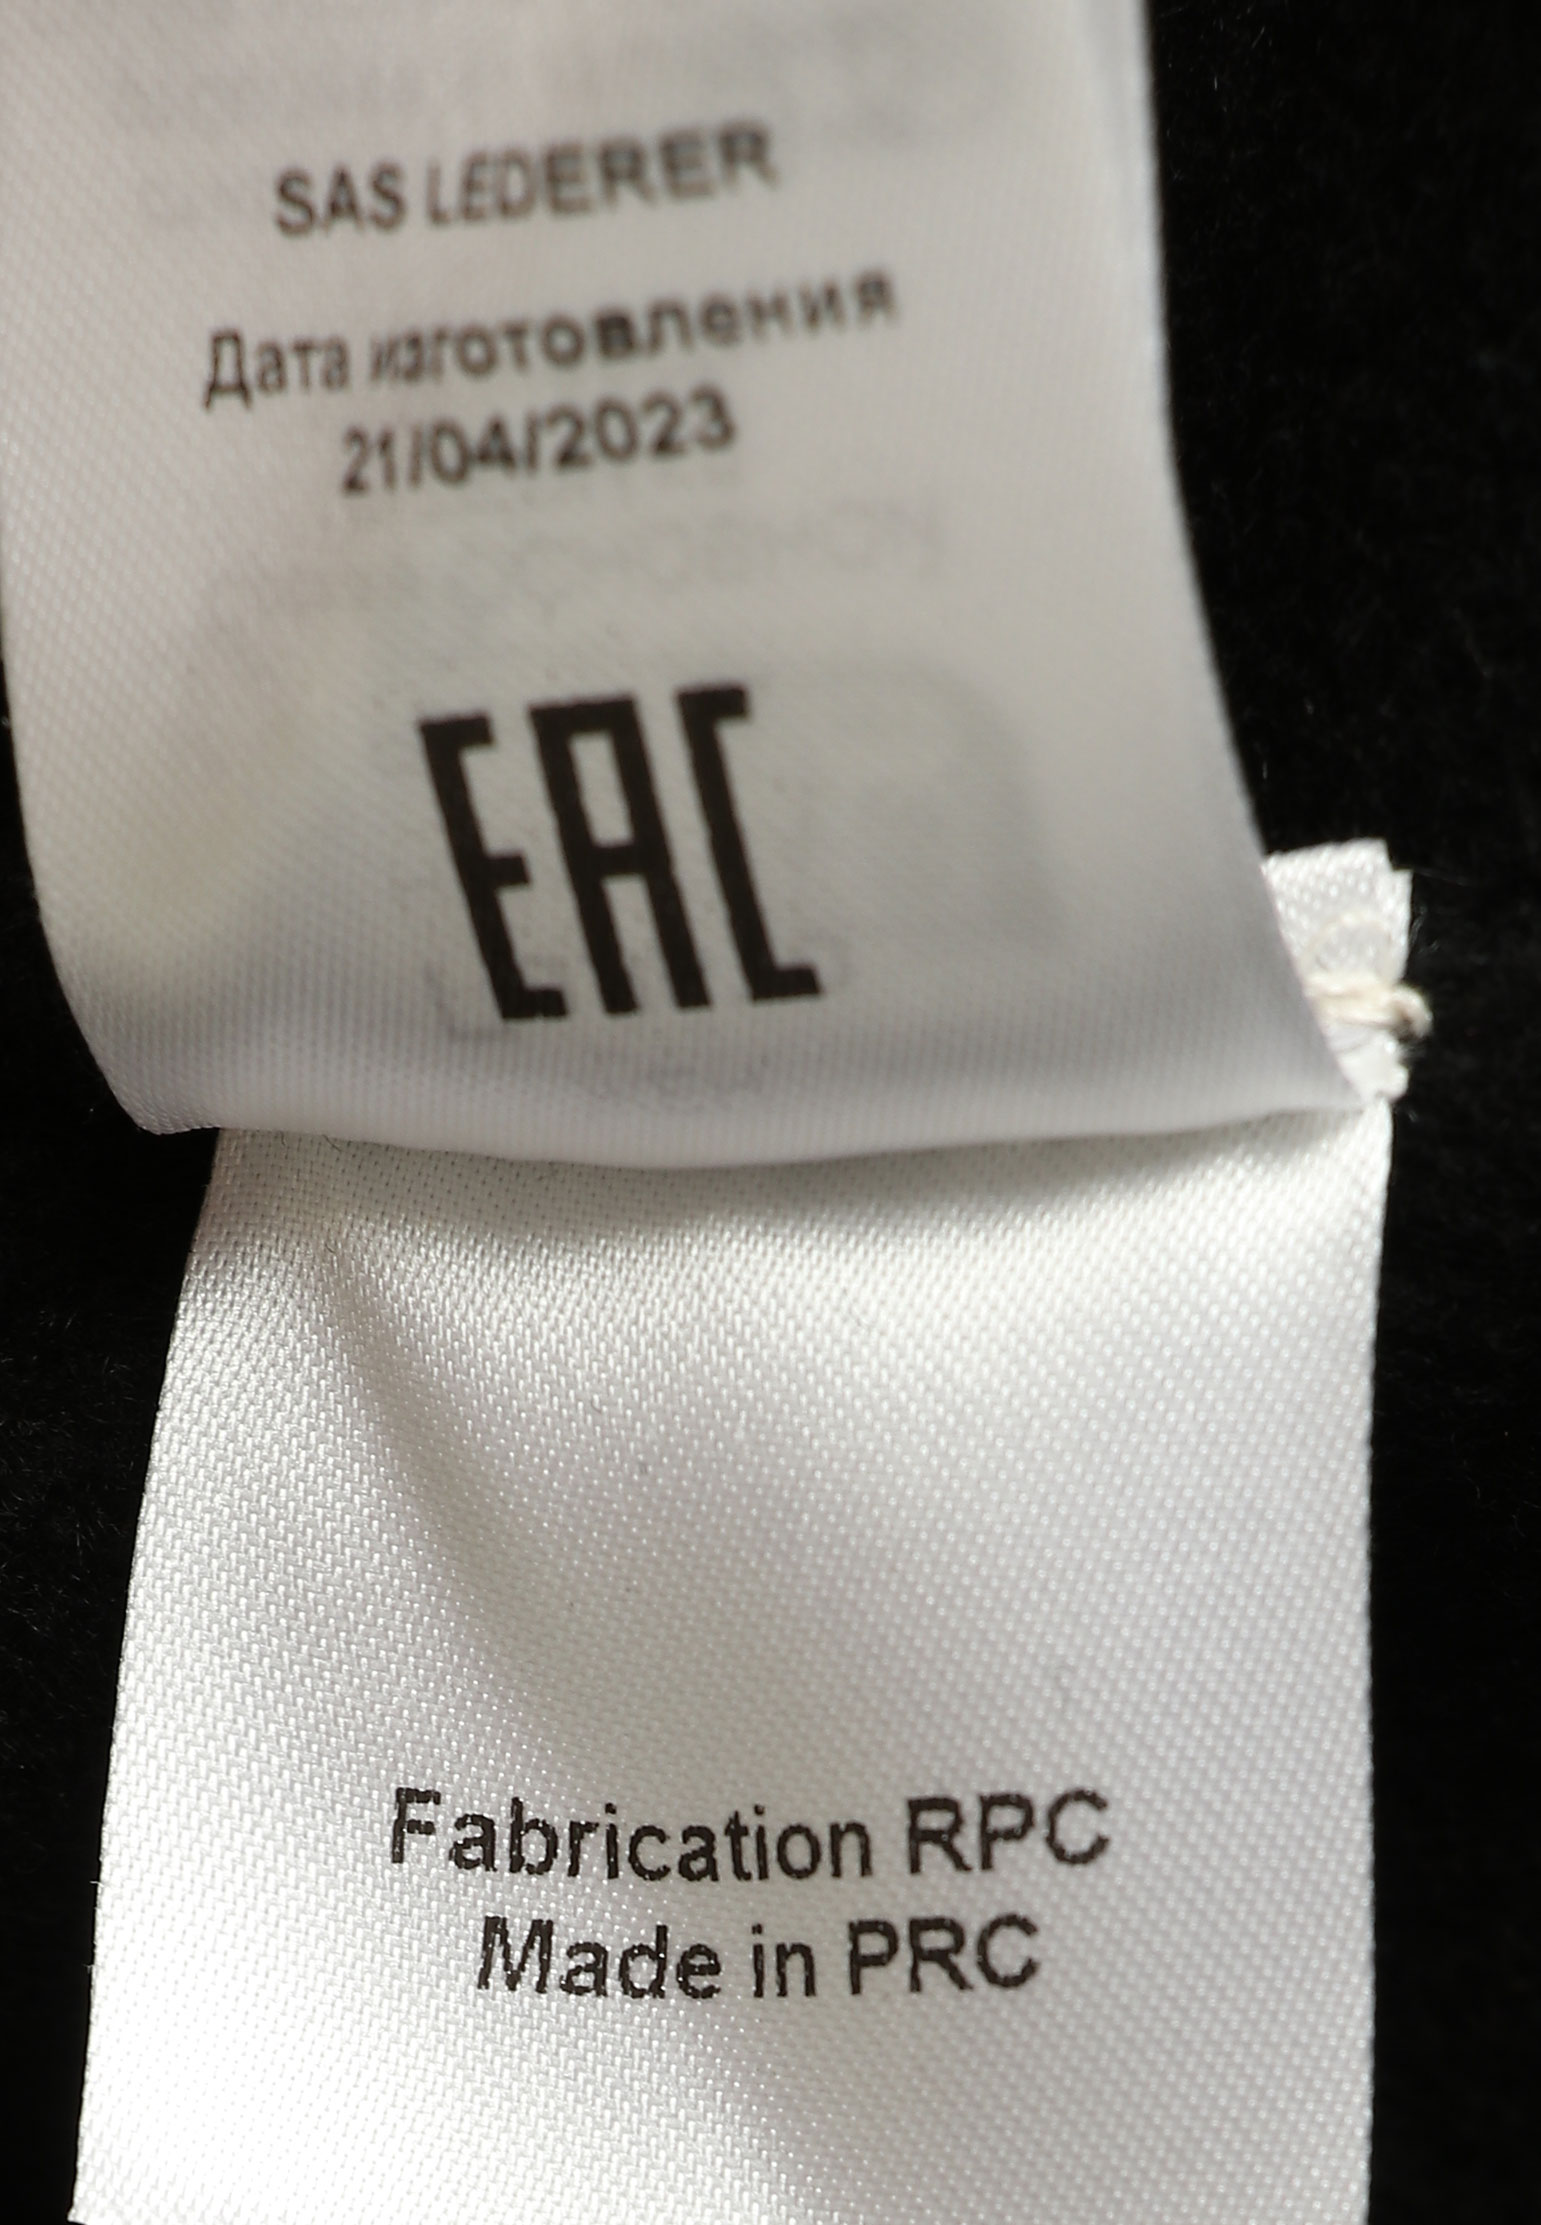 SAS LEDERER
Дата изготовления
21/04/2023
EAC
Fabrication RPC
Made in PRC